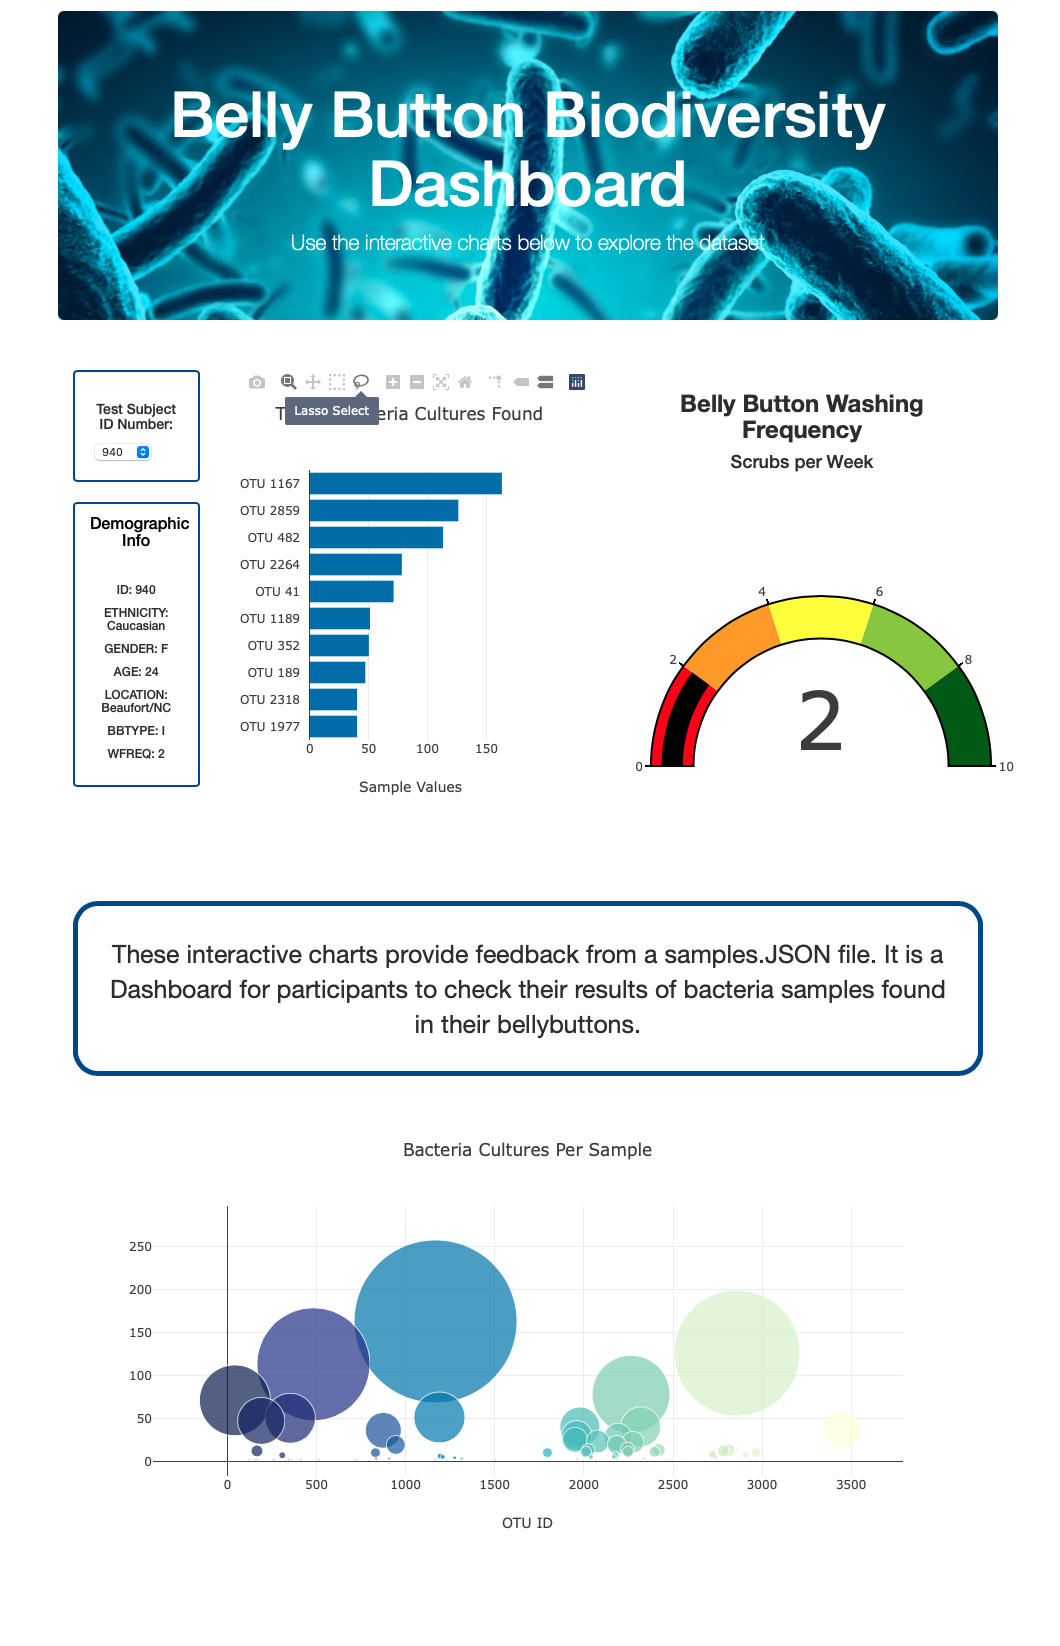 Belly Button Biodiversity
Dashboard
Use the interactive charts below to explore the dataset
Test Subject
ID Number:
940
Demographic
Info
ID: 940
ETHNICITY:
Caucasian
GENDER: F
AGE: 24
LOCATION:
Beaufort/NC
BBTYPE: I
WFREQ: 2
Lasso Select
Cultures Found
OTU 1167
OTU 2859
OTU 482
OTU 2264
OTU 41
OTU 1189
OTU 352
OTU 189
OTU 2318
OTU 1977
0 50 100 150
Sample Values
Belly Button Washing
Frequency
Scrubs per Week
0 2 4 6 8 10
2
These interactive charts provide feedback from a samples.JSON file. It is a
Dashboard for participants to check their results of bacteria samples found
in their bellybuttons.
Bacteria Cultures Per Sample
250
200
150
100
50
0
0 500 1000 1500 2000 2500 3000 3500
OTU ID